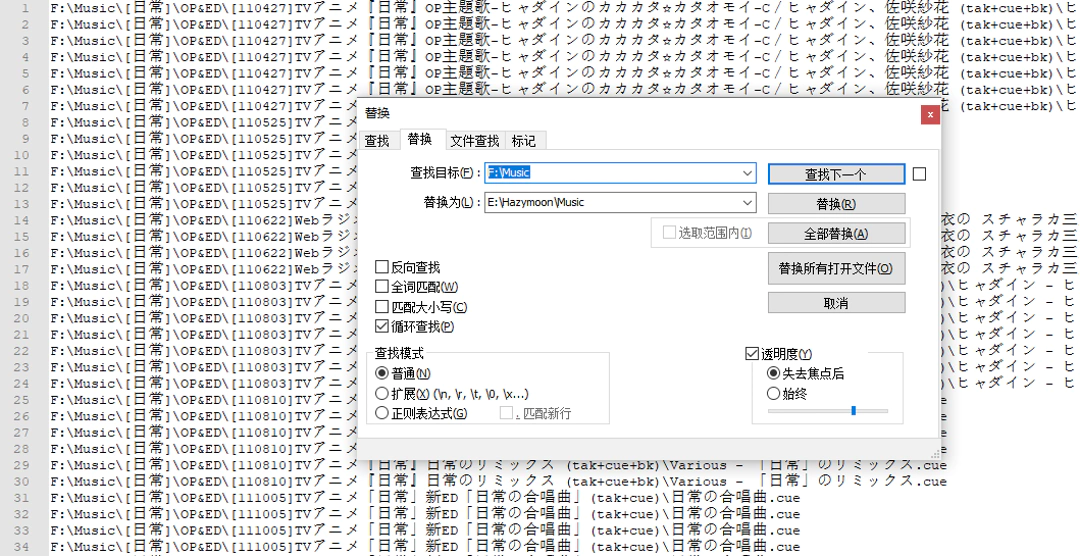 1 F:\Music\[日常]\OP&ED\[110427]TVアニメ『日常』OP主題歌-ヒャダインのカカカタ☆カタオモイ-C/ヒャダイン、佐咲紗花 (tak+cue+bk)\ヒ
2 F:\Music\[日常]\OP&ED\[110427]TVアニメ『日常』OP主題歌-ヒャダインのカカカタ☆カタオモイ-C/ヒャダイン、佐咲紗花 (tak+cue+bk)\ヒ
3 F:\Music\[日常]\OP&ED\[110427]TVアニメ『日常』OP主題歌-ヒャダインのカカカタ☆カタオモイ-C/ヒャダイン、佐咲紗花 (tak+cue+bk)\ヒ
4 F:\Music\[日常]\OP&ED\[110427]TVアニメ『日常』OP主題歌-ヒャダインのカカカタ☆カタオモイ-C/ヒャダイン、佐咲紗花 (tak+cue+bk)\ヒ
5 F:\Music\[日常]\OP&ED\[110427]TVアニメ『日常』OP主題歌-ヒャダインのカカカタ☆カタオモイ-C/ヒャダイン、佐咲紗花 (tak+cue+bk)\ヒ
6 F:\Music\[日常]\OP&ED\[110427]TVアニメ『日常』OP主題歌-ヒャダインのカカカタ☆カタオモイ-C/ヒャダイン、佐咲紗花 (tak+cue+bk)\ヒ
7 F:\Music\[日常]\OP&ED\[110427]TVアニメ (tak+cue+bk)\ヒ
8 F:\Music\[日常]\OP&ED\[110525]TVアニメ
9 F:\Music\[日常]\OP&ED\[110525]TVアニメ
10 F:\Music\[日常]\OP&ED\[110525]TVアニメ
11 F:\Music\[日常]\OP&ED\[110525]TVアニメ
12 F:\Music\[日常]\OP&ED\[110525]TVアニメ
13 F:\Music\[日常]\OP&ED\[110525]TVアニメ
14 F:\Music\[日常]\OP&ED\[110622]Webラジ 衣の スチャラカ三
15 F:\Music\[日常]\OP&ED\[110622]Webラジ 衣の スチャラカ三
16 F:\Music\[日常]\OP&ED\[110622]Webラジ 衣の スチャラカ三
17 F:\Music\[日常]\OP&ED\[110622]Webラジ 衣の スチャラカ三
18 F:\Music\[日常]\OP&ED\[110803]TVアニメ )\ヒャダイン - ヒ
19 F:\Music\[日常]\OP&ED\[110803]TVアニメ )\ヒャダイン - ヒ
20 F:\Music\[日常]\OP&ED\[110803]TVアニメ )\ヒャダイン - ヒ
21 F:\Music\[日常]\OP&ED\[110803]TVアニメ )\ヒャダイン - ヒ
22 F:\Music\[日常]\OP&ED\[110803]TVアニメ )\ヒャダイン - ヒ
23 F:\Music\[日常]\OP&ED\[110803]TVアニメ )\ヒャダイン - ヒ
24 F:\Music\[日常]\OP&ED\[110803]TVアニメ )\ヒャダイン - ヒ
25 F:\Music\[日常]\OP&ED\[110810]TVアニメ e
26 F:\Music\[日常]\OP&ED\[110810]TVアニメ e
27 F:\Music\[日常]\OP&ED\[110810]TVアニメ e
28 F:\Music\[日常]\OP&ED\[110810]TVアニメ e
29 F:\Music\[日常]\OP&ED\[110810]TVアニメ『日常』日常のリミックス (tak+cue+bk)\Various - 「日常」のリミックス.cue
30 F:\Music\[日常]\OP&ED\[110810]TVアニメ『日常』日常のリミックス (tak+cue+bk)\Various - 「日常」のリミックス.cue
31 F:\Music\[日常]\OP&ED\[111005]TVアニメ「日常」新ED「日常の合唱曲」(tak+cue)\日常の合唱曲.cue
32 F:\Music\[日常]\OP&ED\[111005]TVアニメ「日常」新ED「日常の合唱曲」(tak+cue)\日常の合唱曲.cue
33 F:\Music\[日常]\OP&ED\[111005]TVアニメ「日常」新ED「日常の合唱曲」(tak+cue)\日常の合唱曲.cue
34 F:\Music\[日常]\OP&ED\[111005]TVアニメ「日常」新ED「日常の合唱曲」(tak+cue)\日常の合唱曲.cue
替换
查找 替换 文件查找 标记
查找目标(F): F:\Music 查找下一个
替换为(L): E:\Hazymoon\Music 替换(R)
选取范围内(I) 全部替换(A)
替换所有打开文件(O)
取消
反向查找
全词匹配(W)
匹配大小写(C)
循环查找(P)
查找模式
普通(N)
扩展(X) (\n, \r, \t, \0, \x...)
正则表达式(G) . 匹配新行
透明度(Y)
失去焦点后
始终